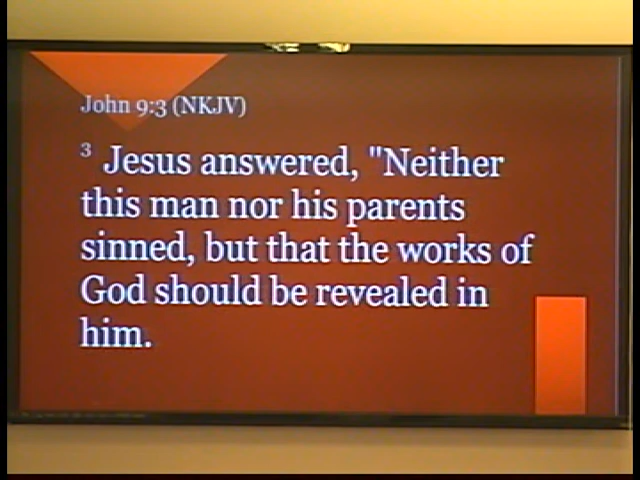 John 9:3 (NKJV)
3 Jesus answered, "Neither
this man nor his parents
sinned, but that the works of
God should be revealed in
him.